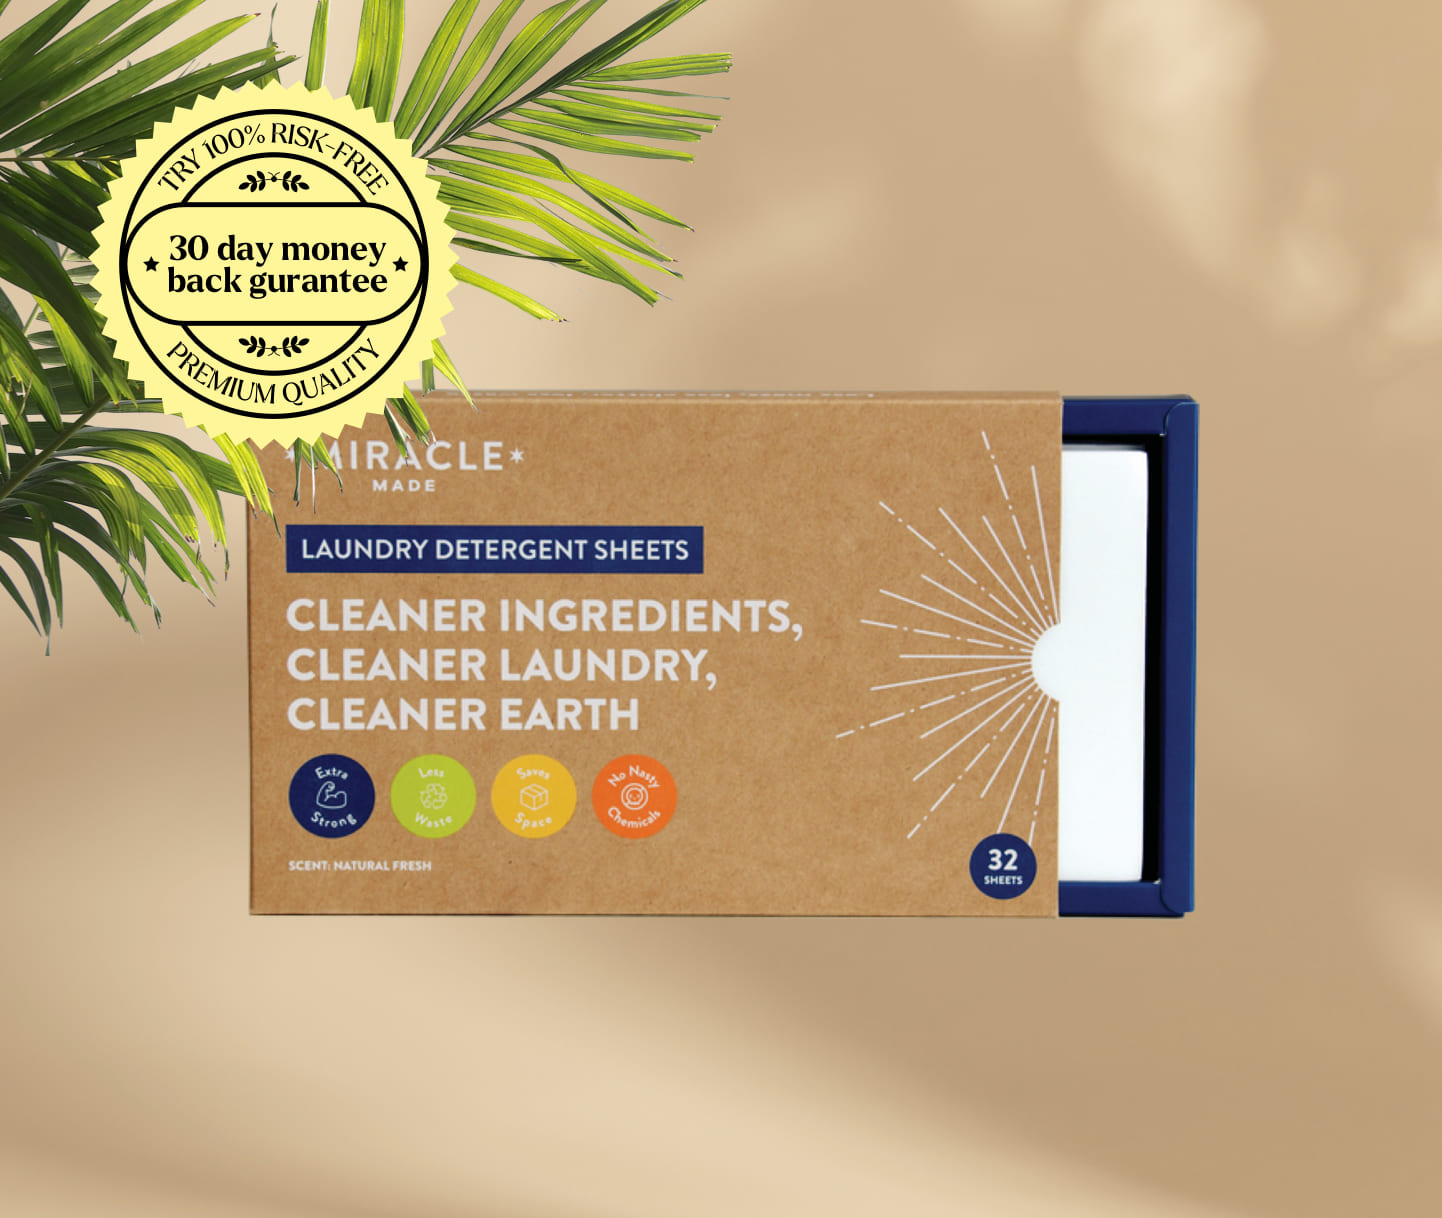 TRY 100% RISK-FREE
30 day money
back gurantee
PREMIUM QUALITY
MIRACLE
MADE
LAUNDRY DETERGENT SHEETS
CLEANER INGREDIENTS,
CLEANER LAUNDRY,
CLEANER EARTH
Extra
Strong
Less
Waste
Saves
Space
No Nasty
Chemicals
SCENT: NATURAL FRESH
32
SHEETS